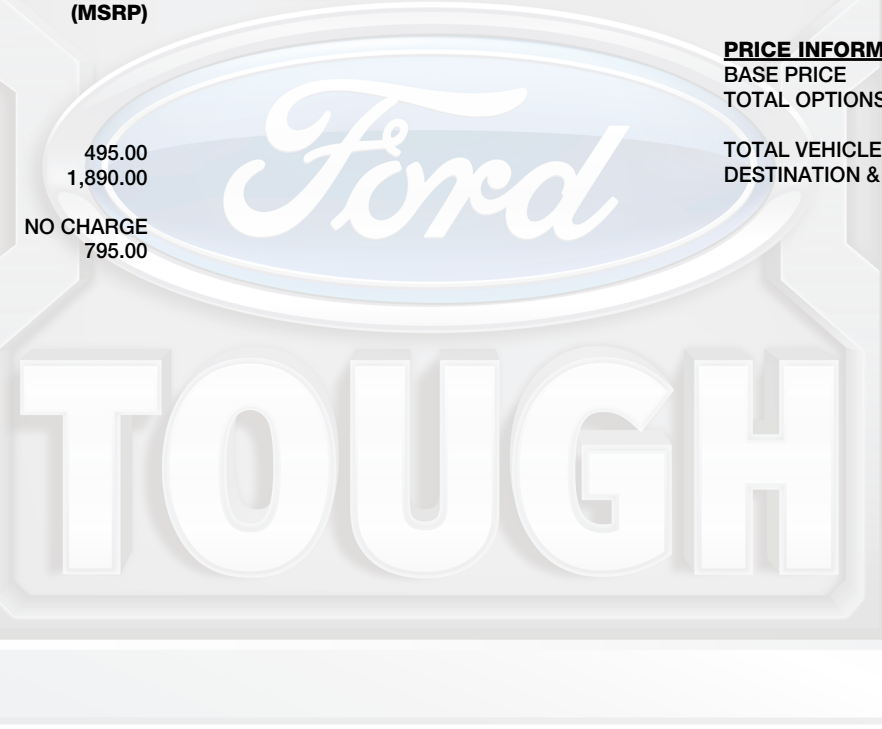 (MSRP)
495.00
1,890.00
NO CHARGE
795.00
PRICE INFORM
BASE PRICE
TOTAL OPTIONS
TOTAL VEHICLE
DESTINATION &
Ford
TOUGH